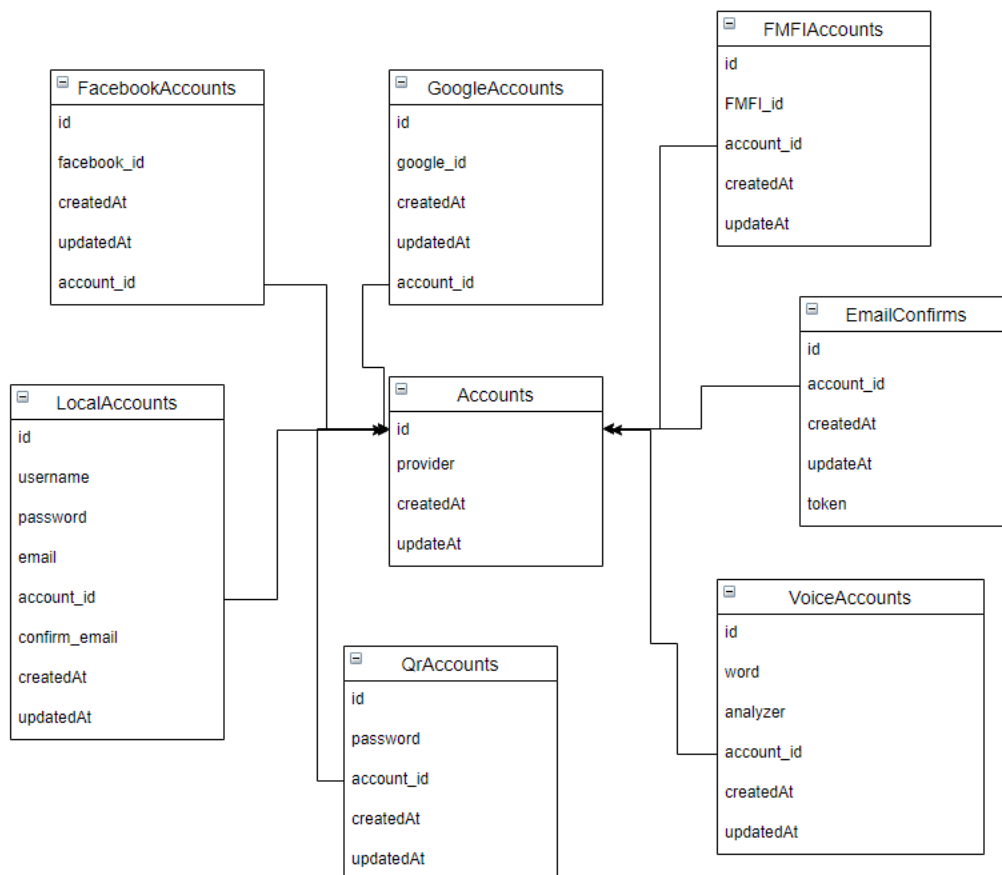 FacebookAccounts
id
facebook_id
createdAt
updatedAt
account_id
GoogleAccounts
id
google_id
createdAt
updatedAt
account_id
FMFIAccounts
id
FMFI_id
account_id
createdAt
updateAt
LocalAccounts
id
username
password
email
account_id
confirm_email
createdAt
updatedAt
Accounts
id
provider
createdAt
updateAt
EmailConfirms
id
account_id
createdAt
updateAt
token
QrAccounts
id
password
account_id
createdAt
updatedAt
VoiceAccounts
id
word
analyzer
account_id
createdAt
updatedAt